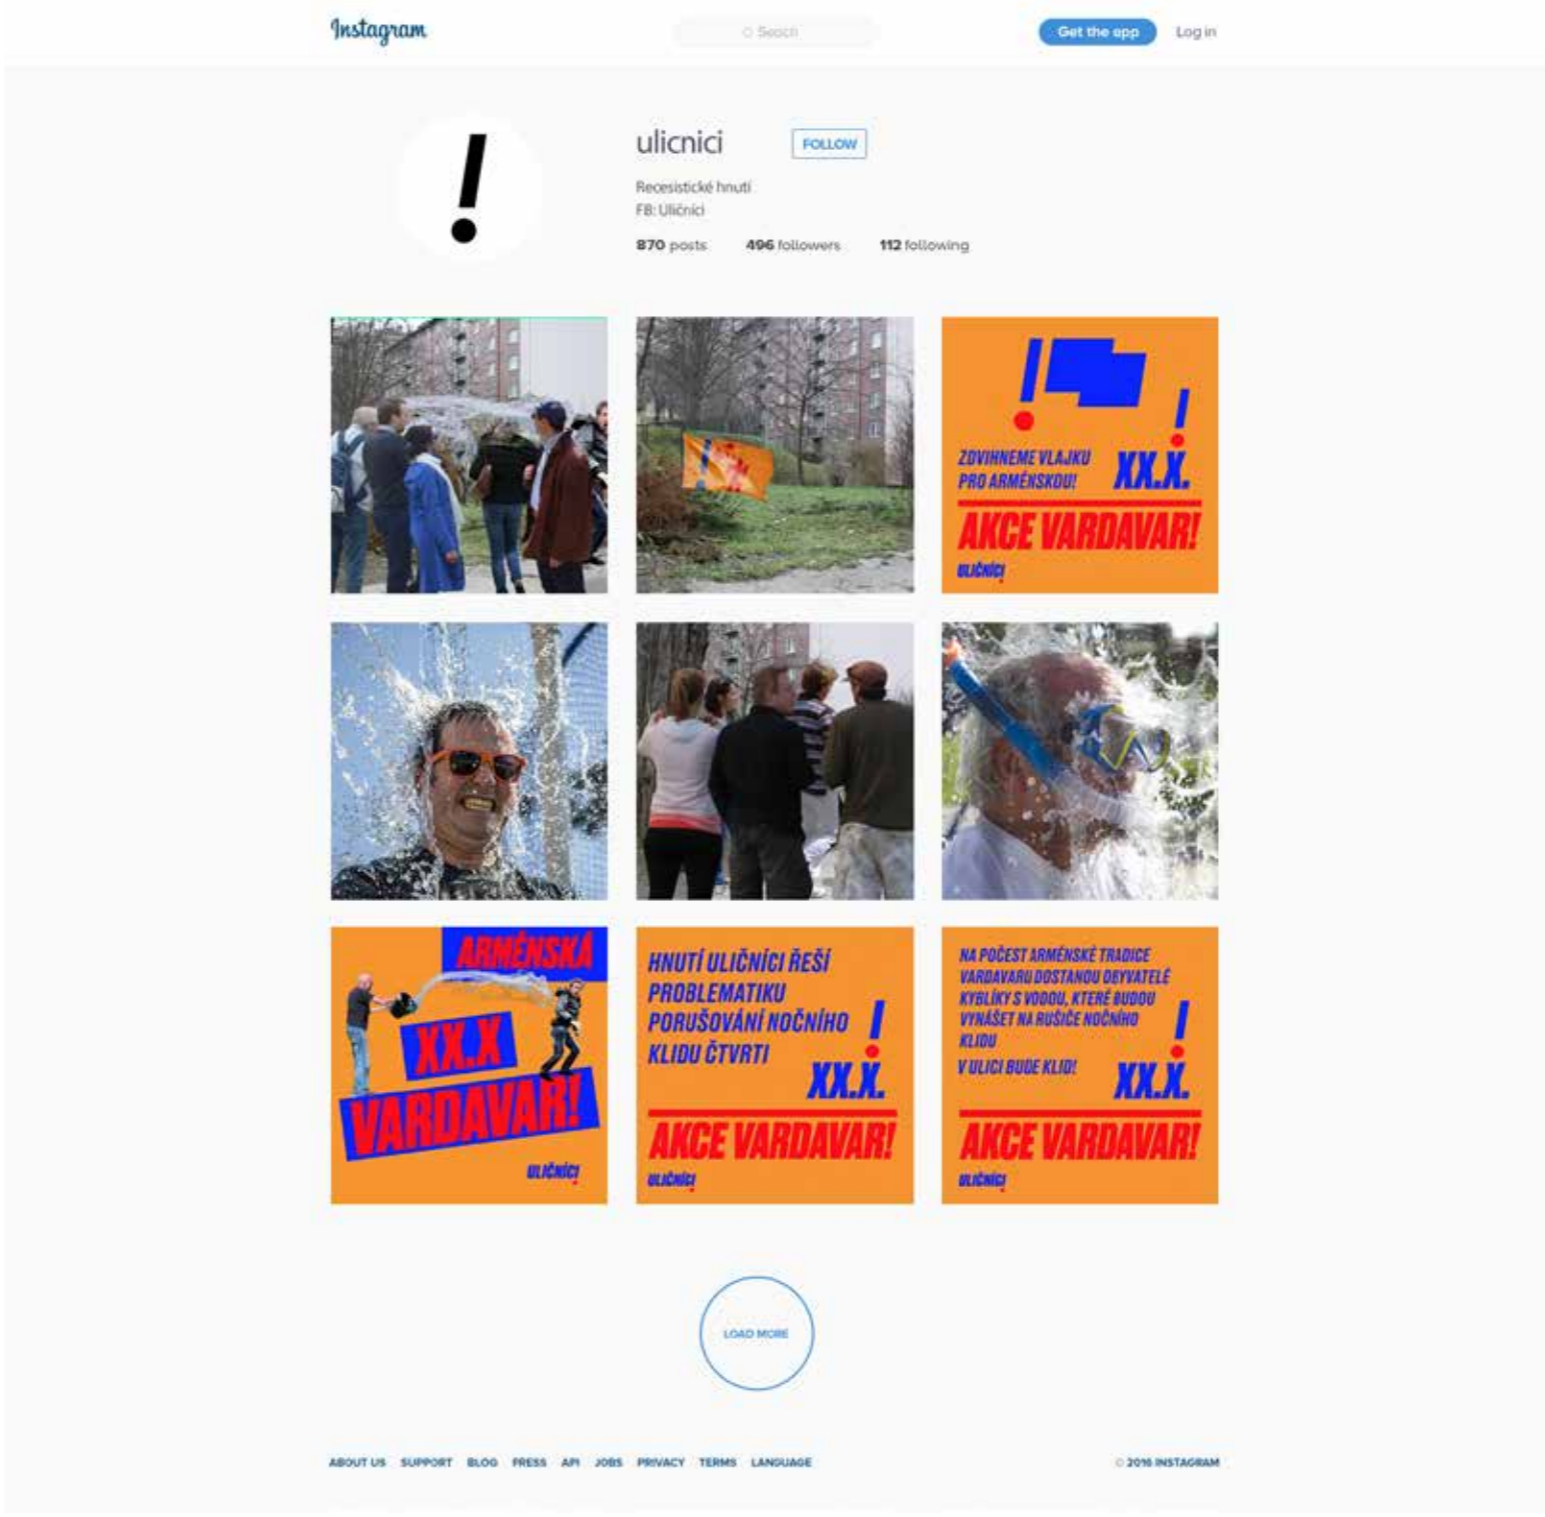 Instagram
Search
Get the app
Log in
ulicnici
FOLLOW
Recesistické hnutí
FB: Uličníci
870 posts
496 followers
112 following
ZDVIHNEME VLAJKU
PRO ARMÉNSKOU!
XX.X.
AKCE VARDAVAR!
ULIČNÍCI
ARMÉNSKÁ
XX.X
VARDAVAR!
ULIČNÍCI
HNUTÍ ULIČNÍCI ŘEŠÍ
PROBLEMATIKU
PORUŠOVÁNÍ NOČNÍHO
KLIDU ČTVRTI
XX.X.
AKCE VARDAVAR!
ULIČNÍCI
NA POČEST ARMÉNSKÉ TRADICE
VARDAVARU DOSTANOU OBYVATELÉ
KYBLÍKY S VODOU, KTERÉ BUDOU
VYNÁŠET NA RUŠIČE NOČNÍHO
KLIDU
V ULICI BUDE KLID!
XX.X.
AKCE VARDAVAR!
ULIČNÍCI
LOAD MORE
ABOUT US SUPPORT BLOG PRESS API JOBS PRIVACY TERMS LANGUAGE
© 2016 INSTAGRAM